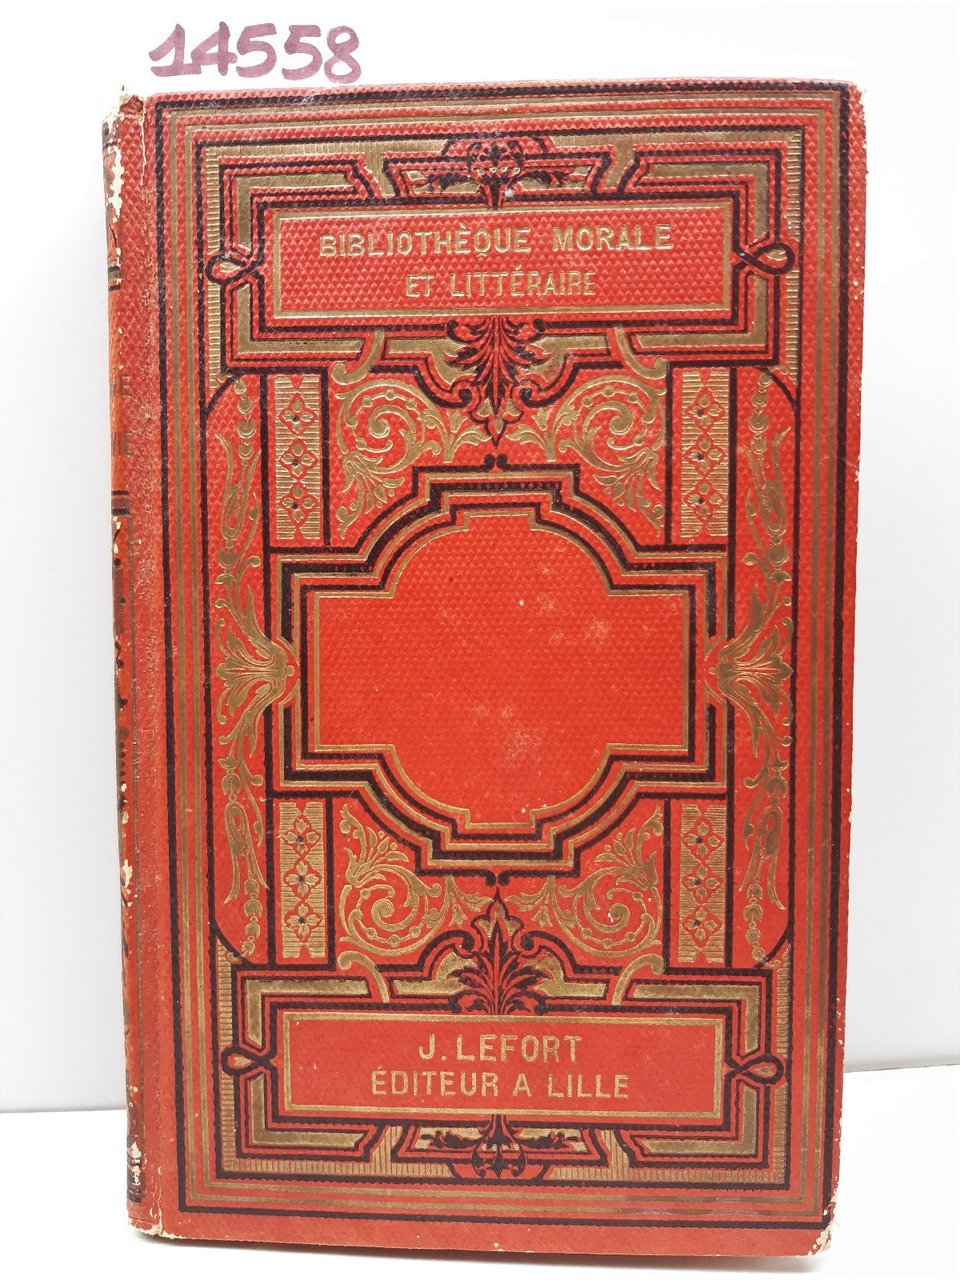 14558
BIBLIOTHÈQUE MORALE
ET LITTÉRAIRE
J. LEFORT
ÉDITEUR A LILLE